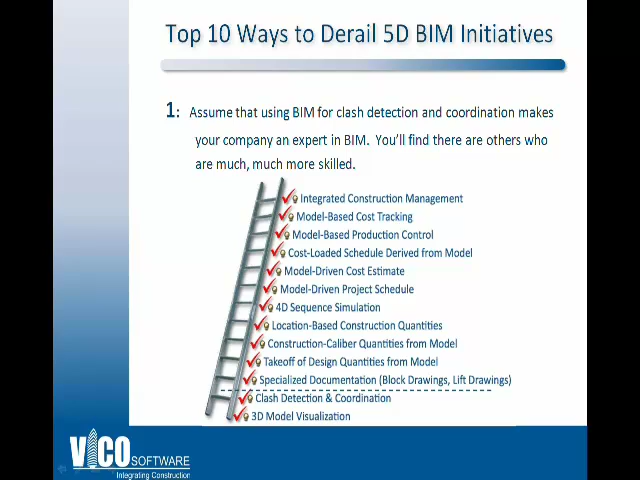 Top 10 Ways to Derail 5D BIM Initiatives
1: Assume that using BIM for clash detection and coordination makes
your company an expert in BIM. You'll find there are others who
are much, much more skilled.
Integrated Construction Management
Model-Based Cost Tracking
Model-Based Production Control
Cost-Loaded Schedule Derived from Model
Model-Driven Cost Estimate
Model-Driven Project Schedule
4D Sequence Simulation
Location-Based Construction Quantities
Construction-Caliber Quantities from Model
Takeoff of Design Quantities from Model
Specialized Documentation (Block Drawings, Lift Drawings)
Clash Detection & Coordination
3D Model Visualization
VICO SOFTWARE
Integrating Construction